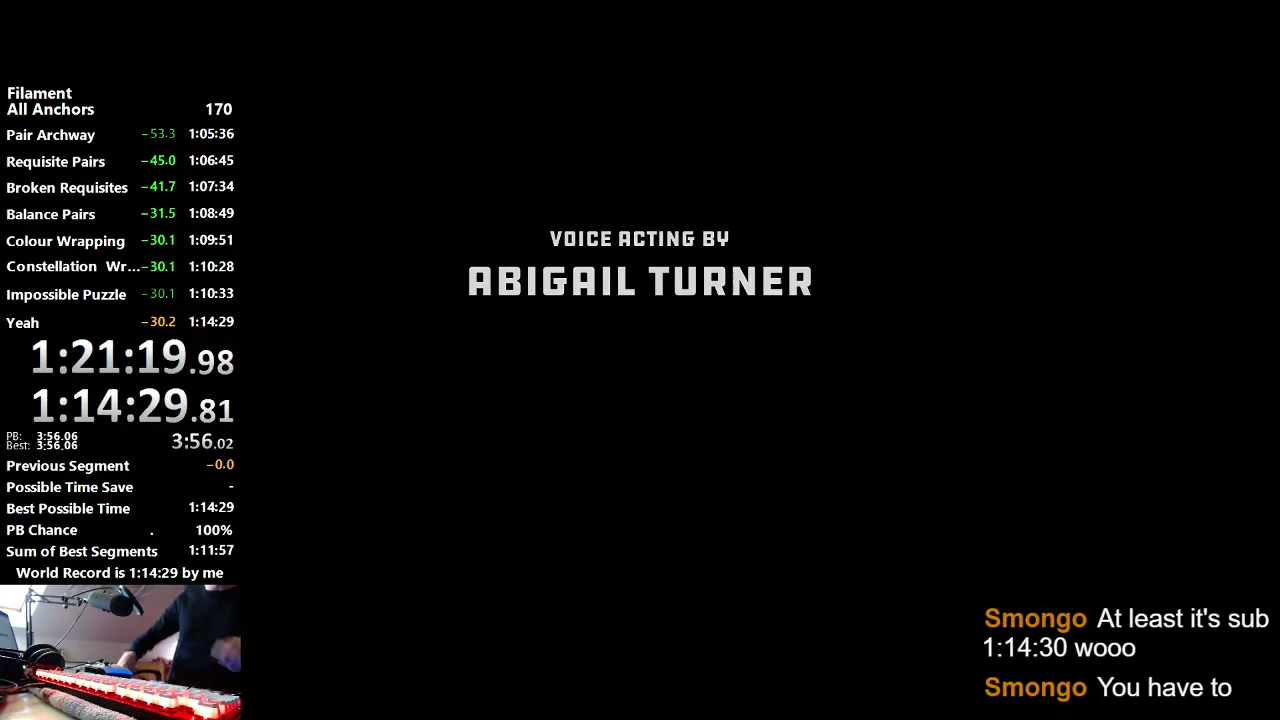 Filament
All Anchors 170
Pair Archway -53.3 1:05:36
Requisite Pairs -45.0 1:06:45
Broken Requisites -41.7 1:07:34
Balance Pairs -31.5 1:08:49
Colour Wrapping -30.1 1:09:51
Constellation Wr... -30.1 1:10:28
Impossible Puzzle -30.1 1:10:33
Yeah -30.2 1:14:29
1:21:19.98
1:14:29.81
PB: 3:56.06
Best: 3:56.06
3:56.02
Previous Segment -0.0
Possible Time Save -
Best Possible Time 1:14:29
PB Chance . 100%
Sum of Best Segments 1:11:57
World Record is 1:14:29 by me
VOICE ACTING BY
ABIGAIL TURNER
Smongo At least it's sub
1:14:30 wooo
Smongo You have to